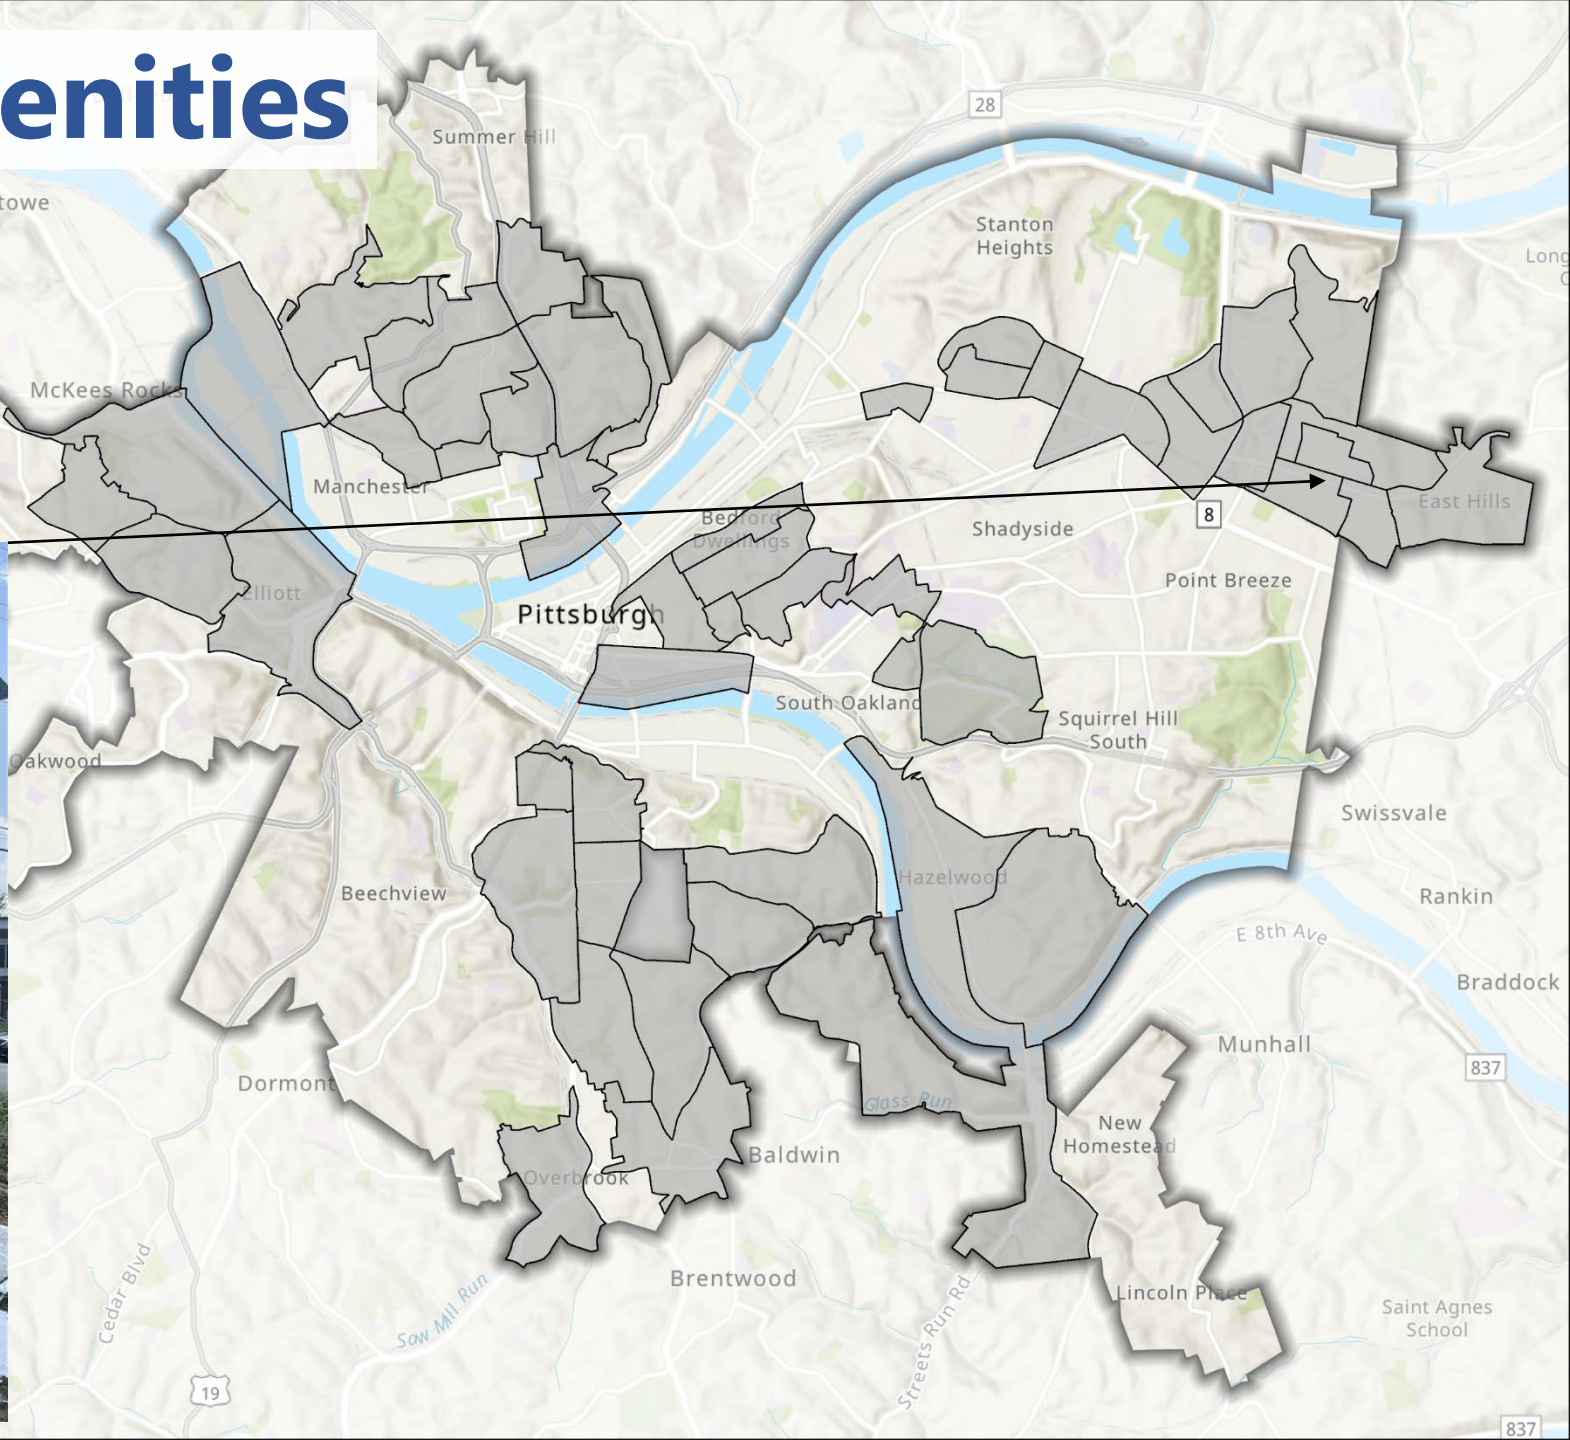 enities
Summer Hill
28
towe
Stanton
Heights
Long
McKees Rocks
Manchester
Bedford
Dwellings
Shadyside
8
East Hills
Elliott
Point Breeze
Pittsburgh
South Oakland
Squirrel Hill
South
Oakwood
Swissvale
Beechview
Hazelwood
Rankin
E 8th Ave
Braddock
Dormont
Munhall
837
Glass Run
New
Homestead
Baldwin
Overbrook
Cedar Blvd
Saw Mill Run
Brentwood
Streets Run Rd
Lincoln Place
Saint Agnes
School
19
837